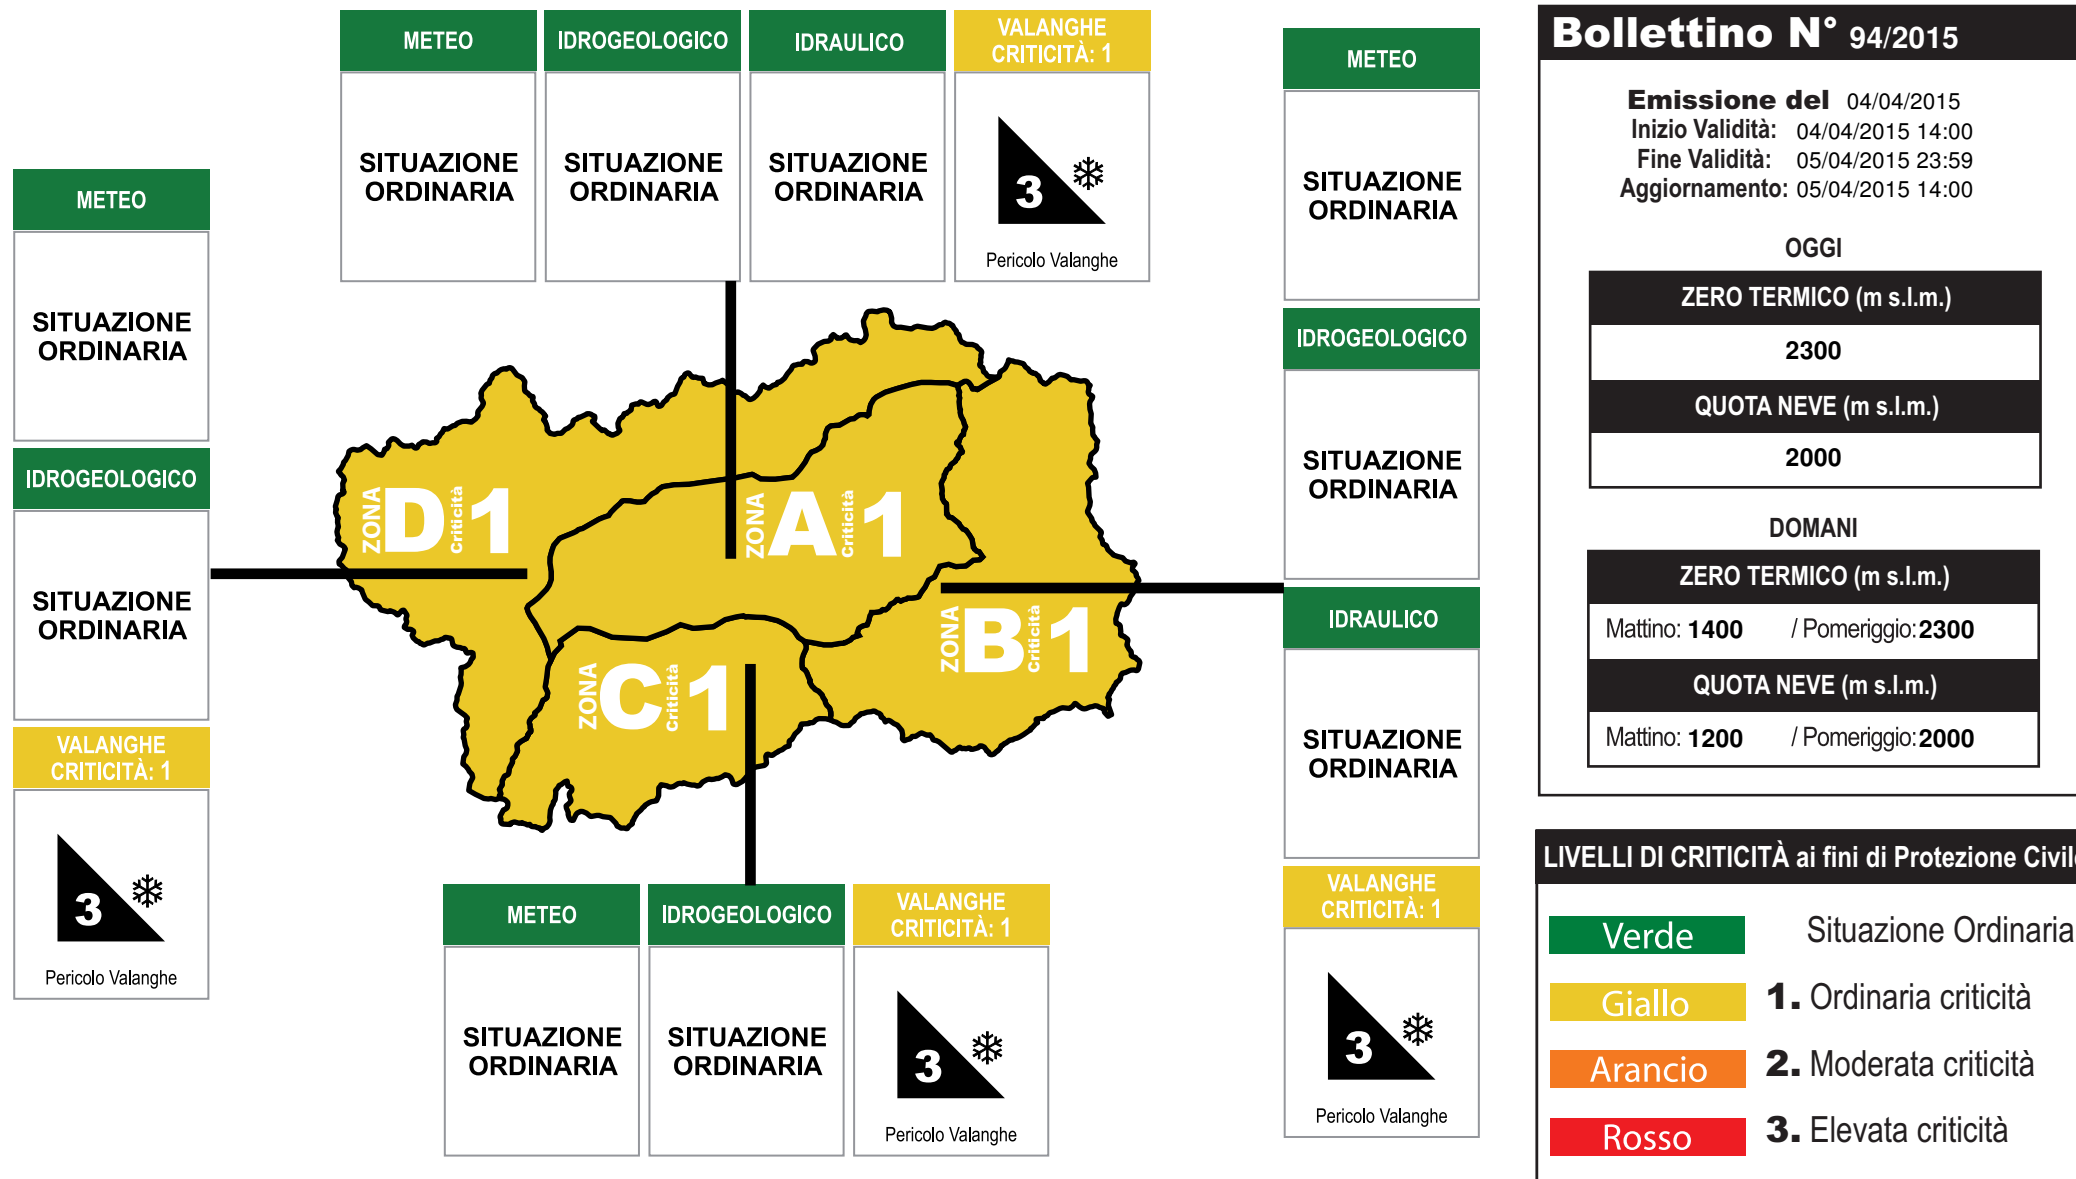 METEO
SITUAZIONE
ORDINARIA
IDROGEOLOGICO
SITUAZIONE
ORDINARIA
IDRAULICO
SITUAZIONE
ORDINARIA
VALANGHE
CRITICITÀ: 1
3
Pericolo Valanghe
METEO
SITUAZIONE
ORDINARIA
IDROGEOLOGICO
SITUAZIONE
ORDINARIA
VALANGHE
CRITICITÀ: 1
3
Pericolo Valanghe
ZONA D Criticità 1
ZONA A Criticità 1
ZONA B Criticità 1
ZONA C Criticità 1
METEO
SITUAZIONE
ORDINARIA
IDROGEOLOGICO
SITUAZIONE
ORDINARIA
VALANGHE
CRITICITÀ: 1
3
Pericolo Valanghe
METEO
SITUAZIONE
ORDINARIA
IDROGEOLOGICO
SITUAZIONE
ORDINARIA
IDRAULICO
SITUAZIONE
ORDINARIA
VALANGHE
CRITICITÀ: 1
3
Pericolo Valanghe
Bollettino N° 94/2015
Emissione del 04/04/2015
Inizio Validità: 04/04/2015 14:00
Fine Validità: 05/04/2015 23:59
Aggiornamento: 05/04/2015 14:00
OGGI
ZERO TERMICO (m s.l.m.)
2300
QUOTA NEVE (m s.l.m.)
2000
DOMANI
ZERO TERMICO (m s.l.m.)
Mattino: 1400 / Pomeriggio: 2300
QUOTA NEVE (m s.l.m.)
Mattino: 1200 / Pomeriggio: 2000
LIVELLI DI CRITICITÀ ai fini di Protezione Civile
Verde Situazione Ordinaria
Giallo 1. Ordinaria criticità
Arancio 2. Moderata criticità
Rosso 3. Elevata criticità